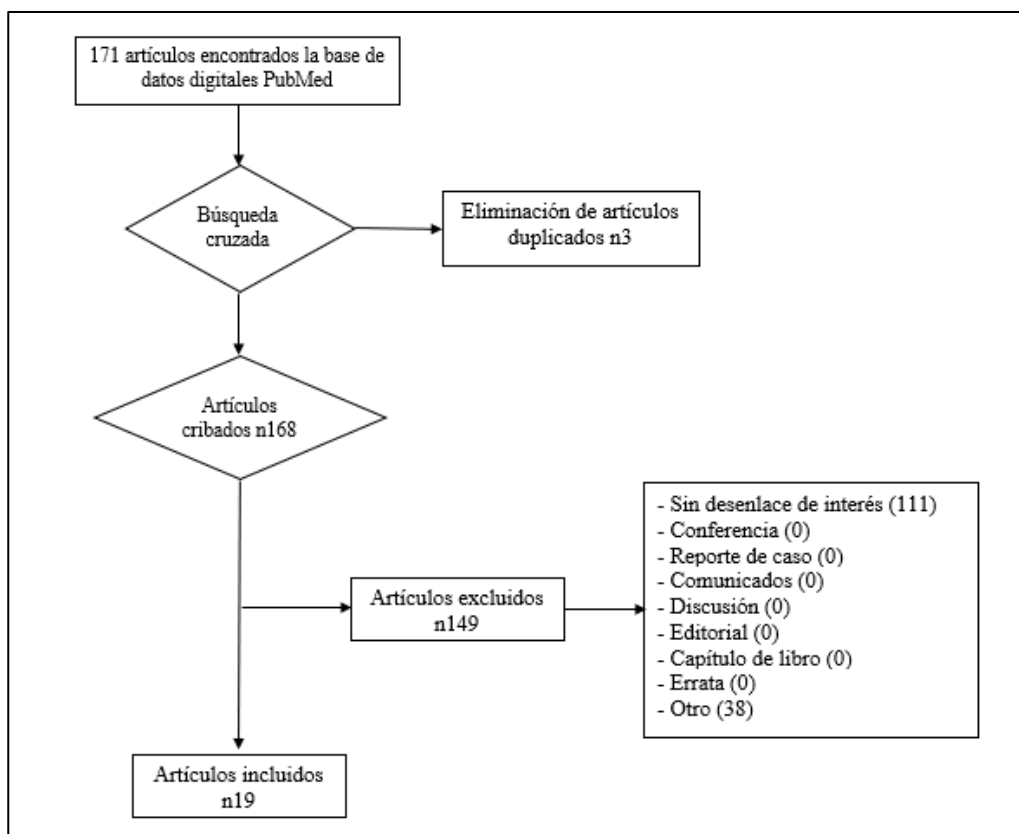 171 artículos encontrados la base de
datos digitales PubMed
Búsqueda
cruzada
Eliminación de artículos
duplicados n3
Artículos
cribados n168
- Sin desenlace de interés (111)
- Conferencia (0)
- Reporte de caso (0)
- Comunicados (0)
- Discusión (0)
- Editorial (0)
- Capítulo de libro (0)
- Errata (0)
- Otro (38)
Artículos excluidos
n149
Artículos incluidos
n19